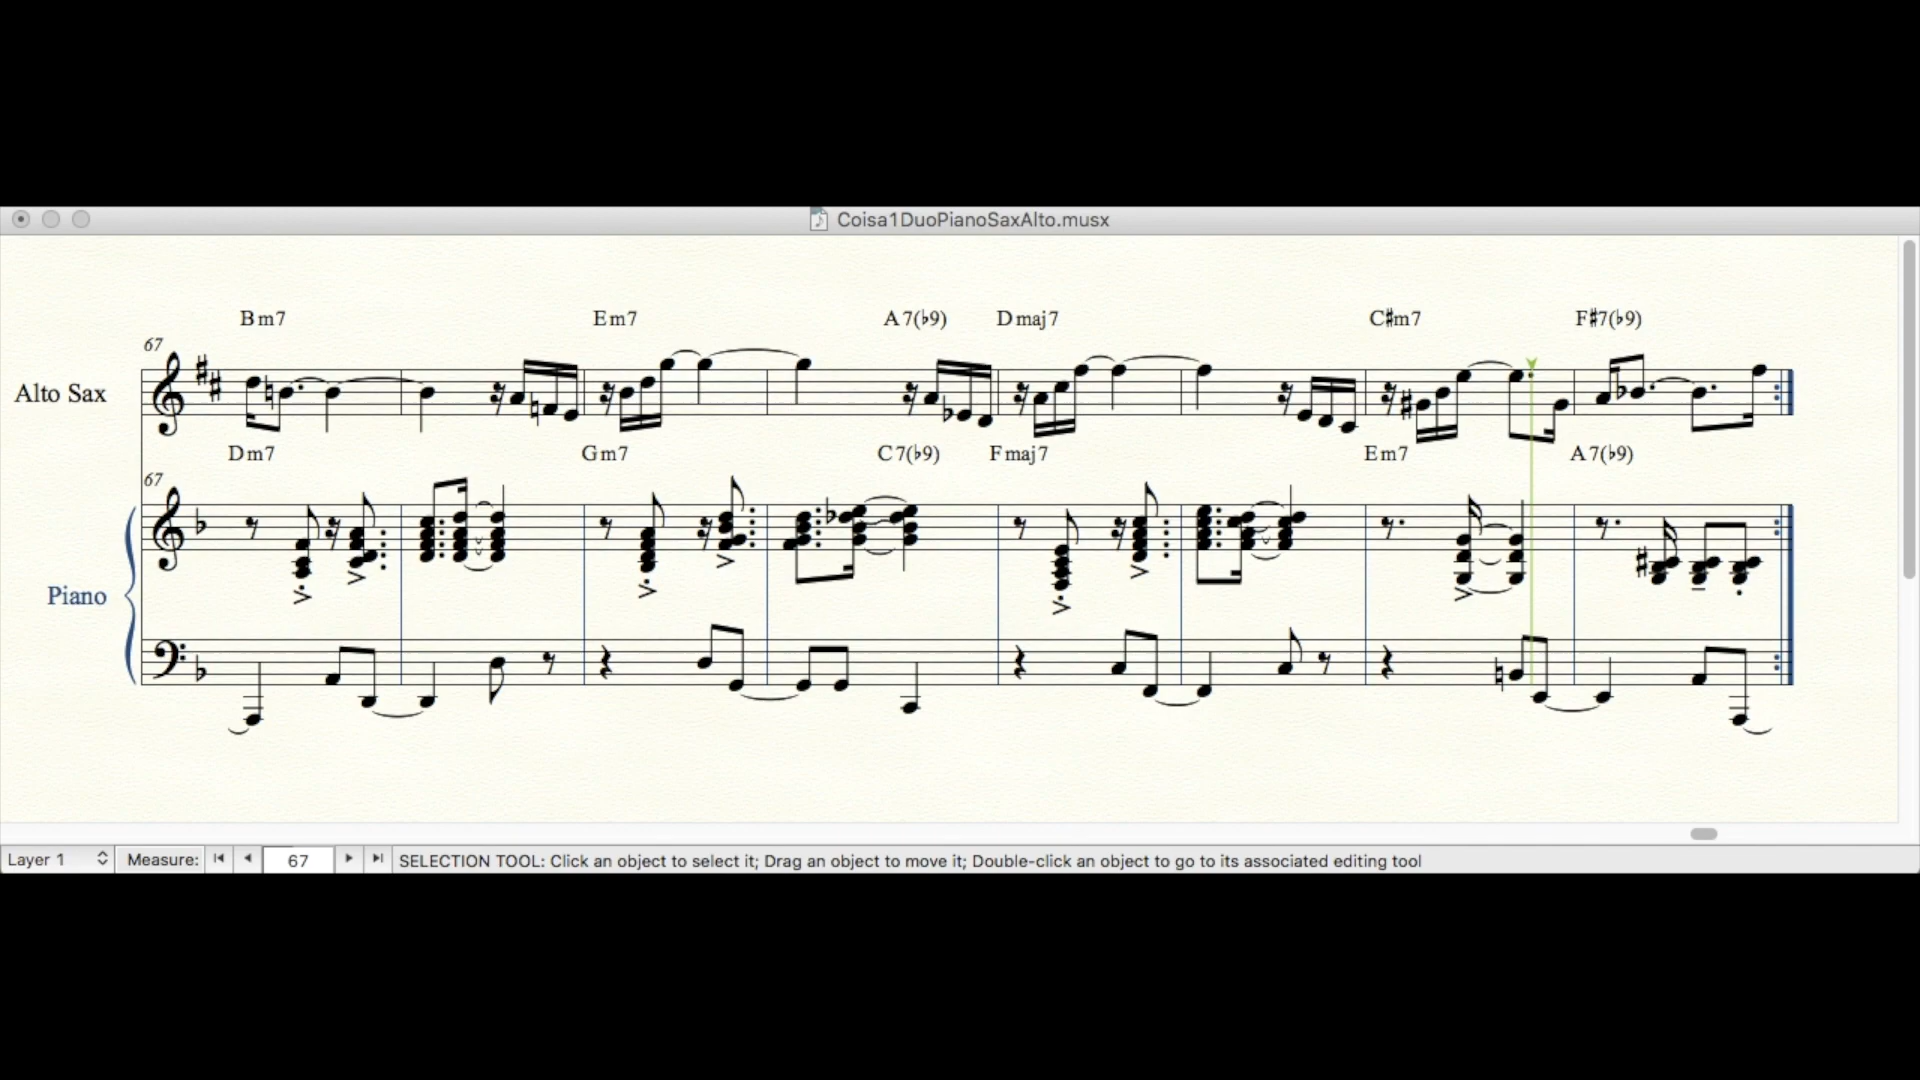 Coisa1DuoPianoSaxAlto.musx
Bm7 Em7 A7(♭9) Dmaj7 C♯m7 F♯7(♭9)
67
Alto Sax
Dm7 Gm7 C7(♭9) Fmaj7 Em7 A7(♭9)
67
Piano
Layer 1 Measure: 67 SELECTION TOOL: Click an object to select it; Drag an object to move it; Double-click an object to go to its associated editing tool